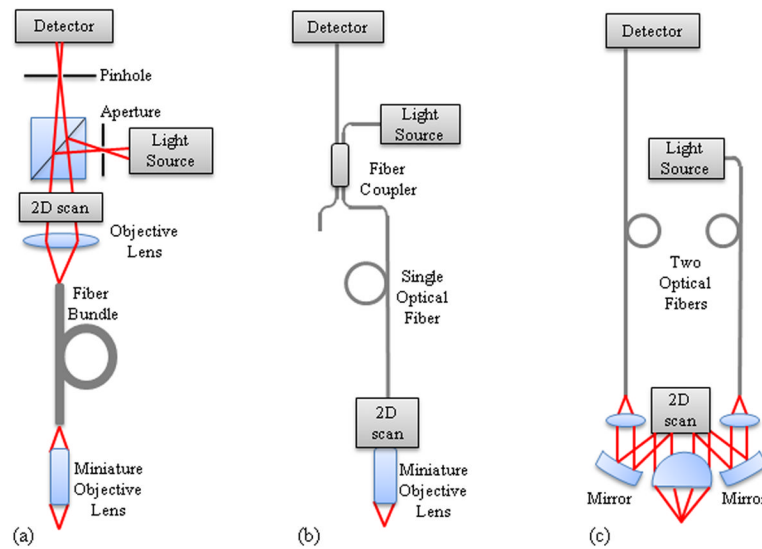 Detector
Pinhole
Aperture
Light
Source
2D scan
Objective
Lens
Fiber
Bundle
Miniature
Objective
Lens
(a)
Detector
Light
Source
Fiber
Coupler
Single
Optical
Fiber
2D
scan
Miniature
Objective
Lens
(b)
Detector
Light
Source
Two
Optical
Fibers
2D
scan
Mirror
Mirror
(c)